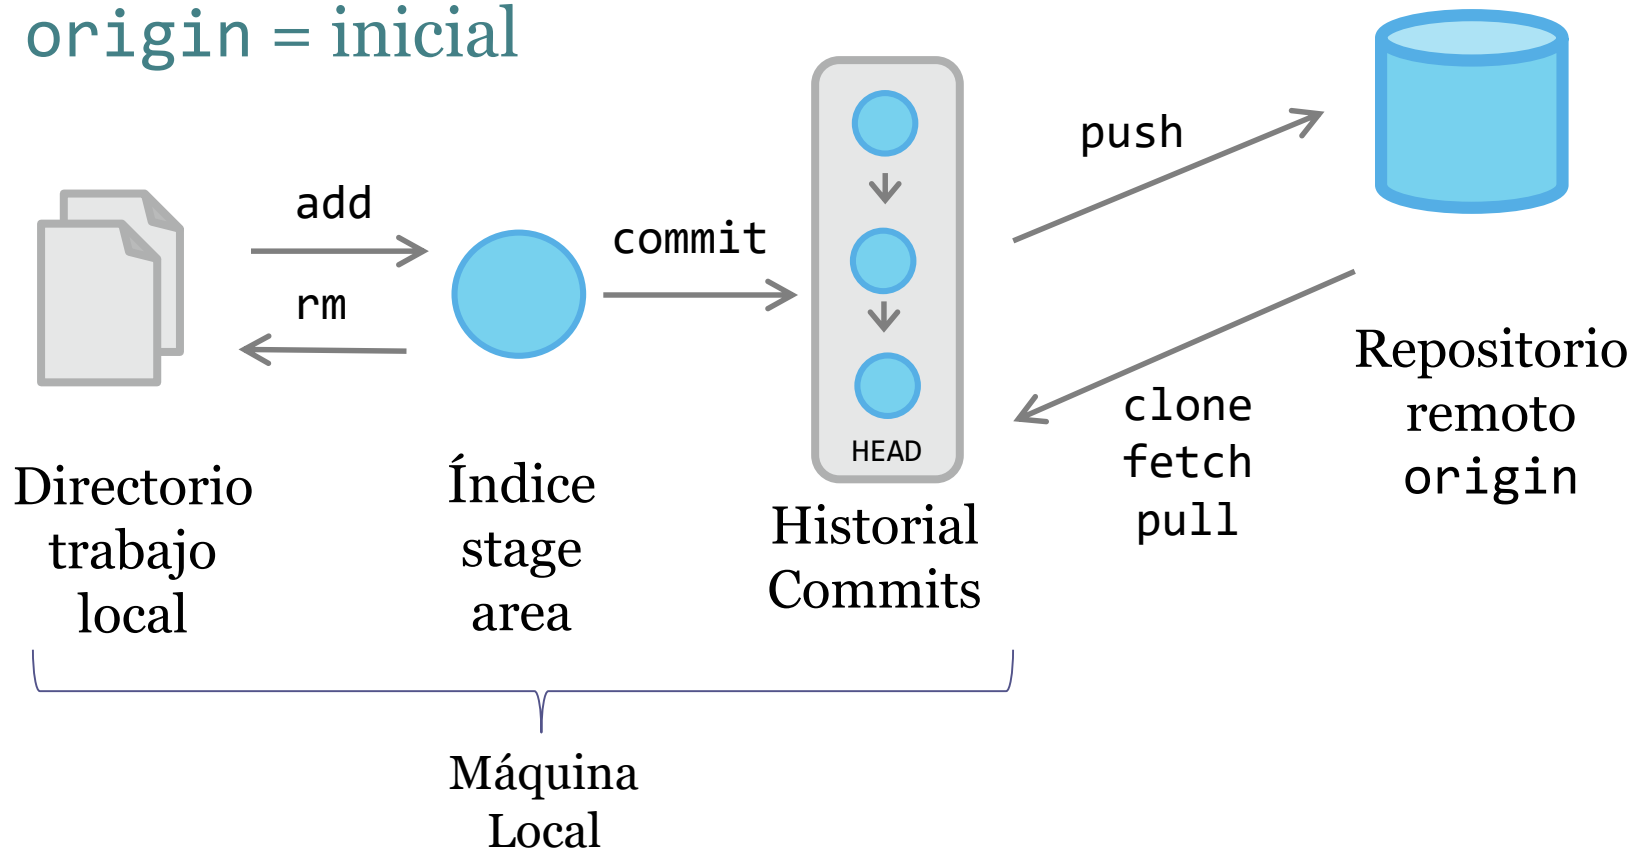 origin = inicial
add
rm
commit
push
clone
fetch
pull
HEAD
Directorio
trabajo
local
Índice
stage
area
Historial
Commits
Repositorio
remoto
origin
Máquina
Local